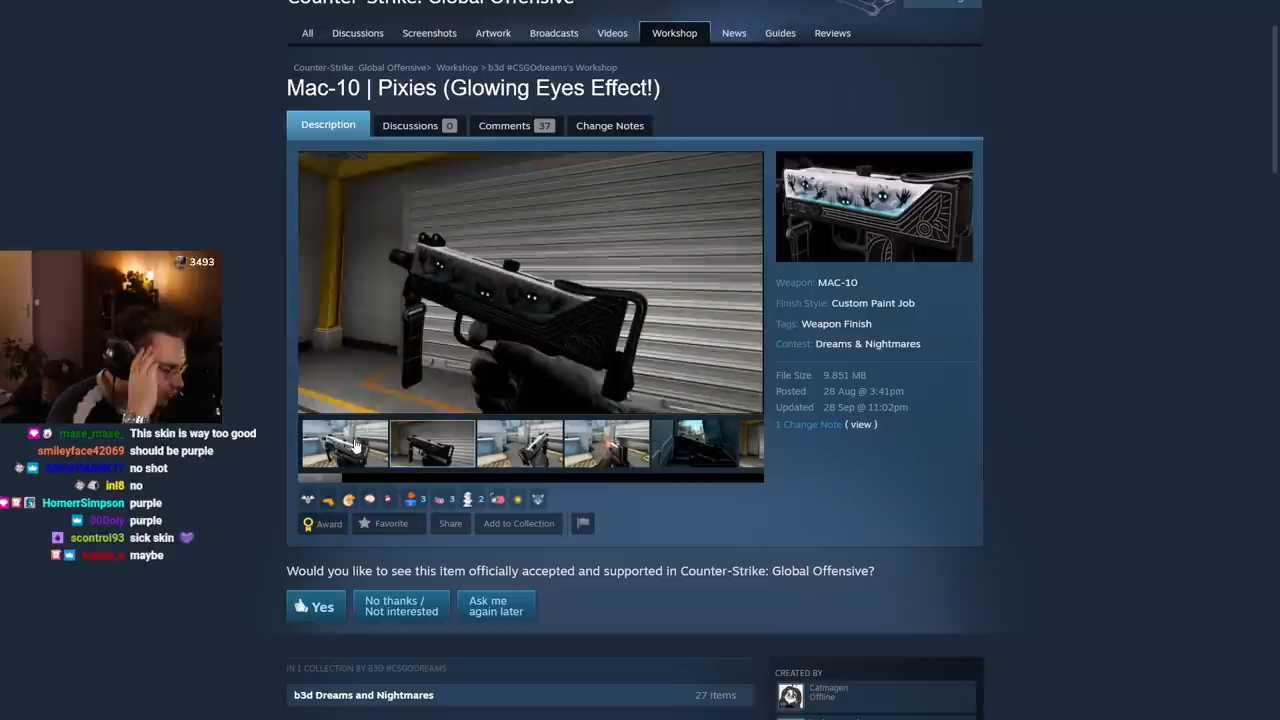 Counter-Strike: Global Offensive
All Discussions Screenshots Artwork Broadcasts Videos Workshop News Guides Reviews
Counter-Strike: Global Offensive> Workshop > b3d #CSGOdreams's Workshop
Mac-10 | Pixies (Glowing Eyes Effect!)
Description Discussions 0 Comments 37 Change Notes
Weapon: MAC-10
Finish Style: Custom Paint Job
Tags: Weapon Finish
Contest: Dreams & Nightmares
File Size 9.851 MB
Posted 28 Aug @ 3:41pm
Updated 28 Sep @ 11:02pm
1 Change Note ( view )
3493
mase_mase_ This skin is way too good
smileyface42069 should be purple
no shot
inl8 no
HomerrSimpson purple
00Doly purple
scontrol93 sick skin
maybe
3 3 2
Award Favorite Share Add to Collection
Would you like to see this item officially accepted and supported in Counter-Strike: Global Offensive?
Yes
No thanks /
Not interested
Ask me
again later
IN 1 COLLECTION BY B3D #CSGODREAMS
b3d Dreams and Nightmares 27 items
CREATED BY
Catmagen
Offline